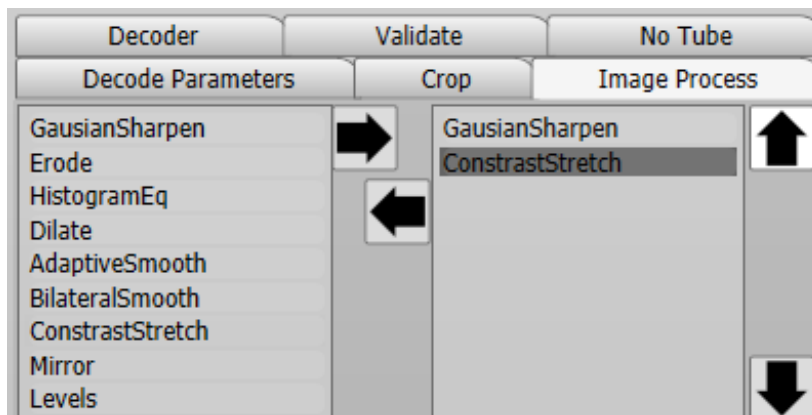 Decoder Validate No Tube
Decode Parameters Crop Image Process
GausianSharpen
Erode
HistogramEq
Dilate
AdaptiveSmooth
BilateralSmooth
ConstrastStretch
Mirror
Levels
GausianSharpen
ConstrastStretch